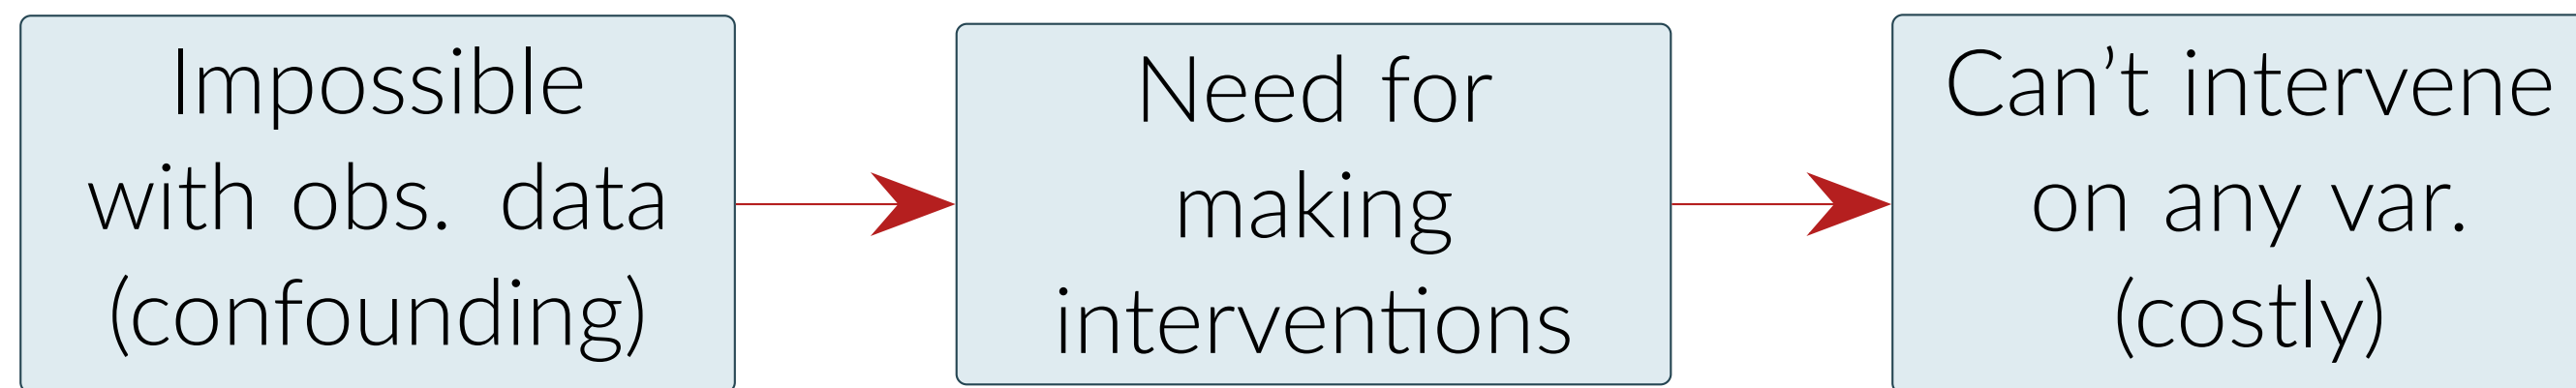 Impossible
with obs. data
(confounding)
Need for
making
interventions
Can't intervene
on any var.
(costly)